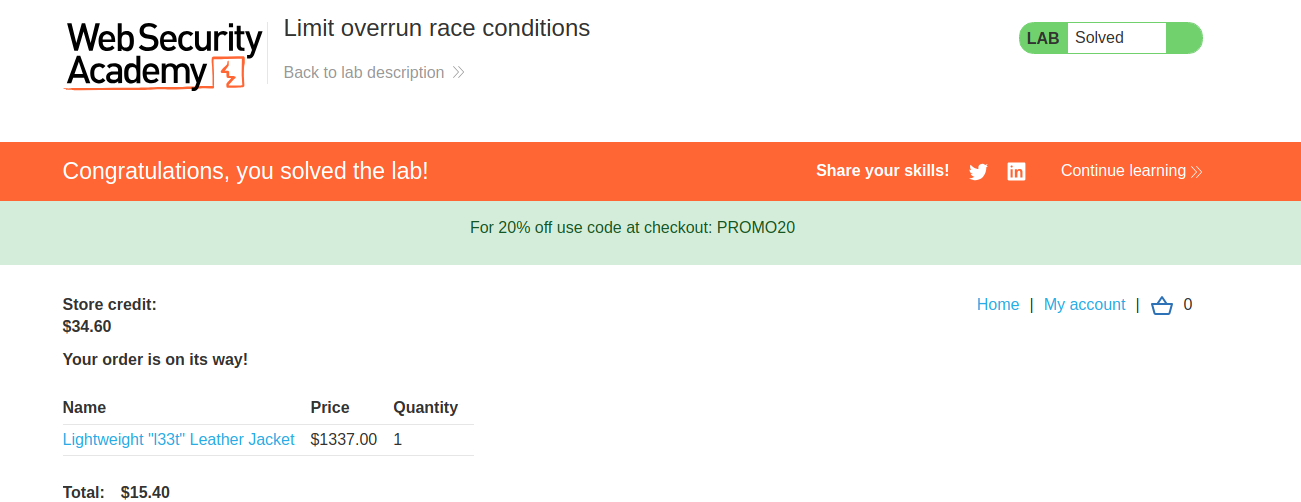 Web Security
Academy
Limit overrun race conditions
Back to lab description
LAB Solved
Congratulations, you solved the lab!
Share your skills!
Continue learning
For 20% off use code at checkout: PROMO20
Store credit:
$34.60
Home | My account | 0
Your order is on its way!
Name Price Quantity
Lightweight "l33t" Leather Jacket $1337.00 1
Total: $15.40